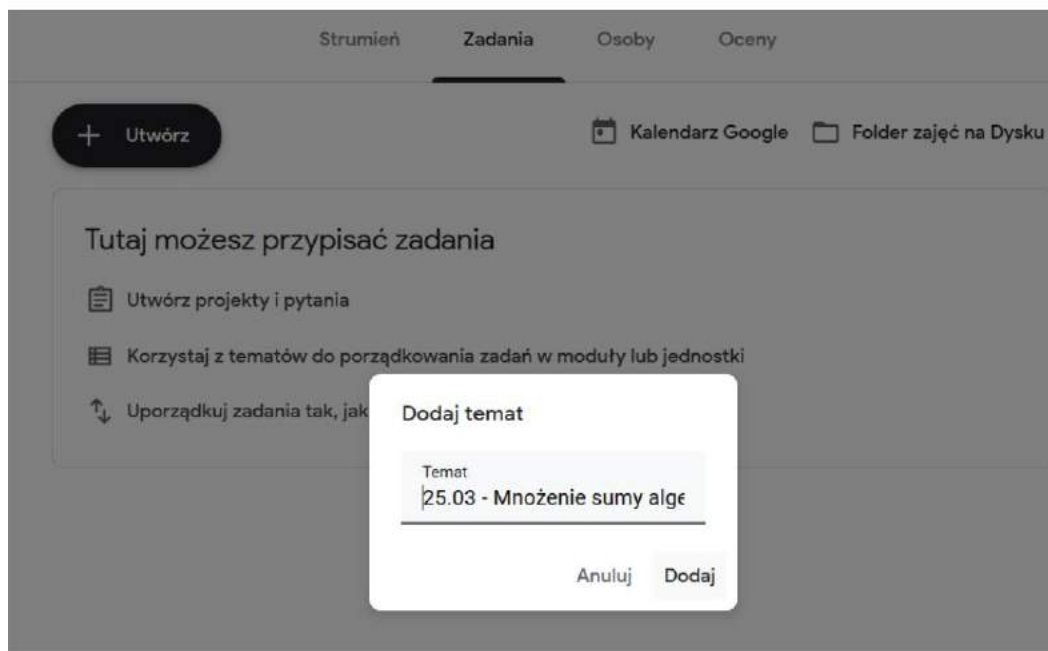 Strumień Zadania Osoby Oceny
Utwórz Kalendarz Google Folder zajęć na Dysku
Tutaj możesz przypisać zadania
Utwórz projekty i pytania
Korzystaj z tematów do porządkowania zadań w moduły lub jednostki
Uporządkuj zadania tak, jak
Dodaj temat
Temat
25.03 - Mnożenie sumy alge
Anuluj Dodaj